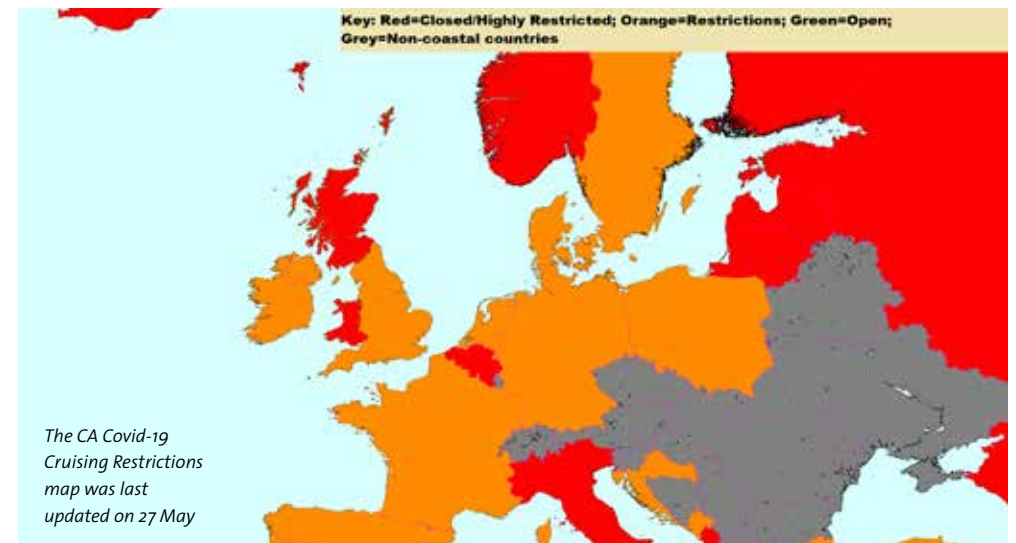 Key: Red=Closed/Highly Restricted; Orange=Restrictions; Green=Open;
Grey=Non-coastal countries
The CA Covid-19
Cruising Restrictions
map was last
updated on 27 May